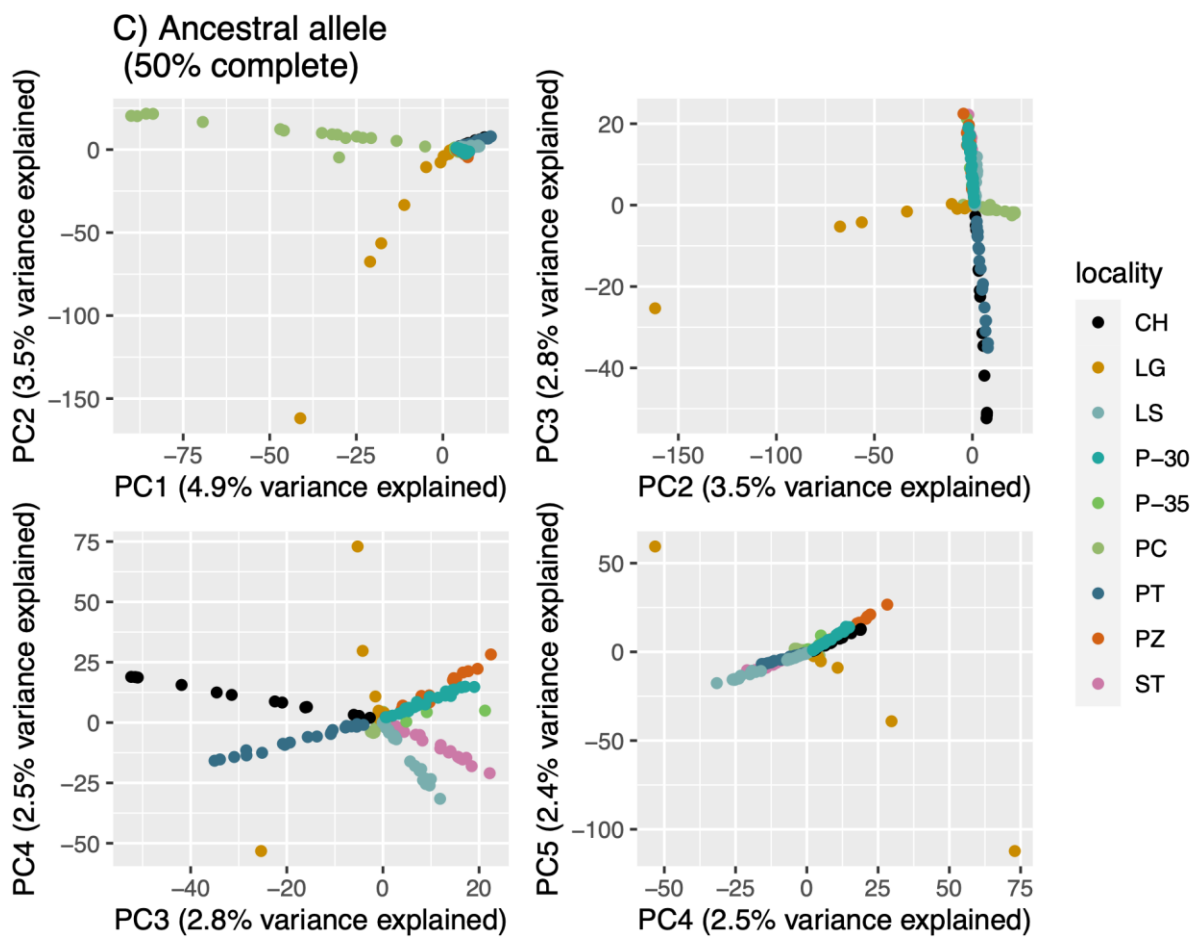 C) Ancestral allele
(50% complete)
PC2 (3.5% variance explained)
0
−50
−100
−150
−75
−50
−25
0
PC1 (4.9% variance explained)
PC3 (2.8% variance explained)
20
0
−20
−40
−150
−100
−50
0
PC2 (3.5% variance explained)
PC4 (2.5% variance explained)
75
50
25
0
−25
−50
−40
−20
0
20
PC3 (2.8% variance explained)
PC5 (2.4% variance explained)
50
0
−50
−100
−50
−25
0
25
50
75
PC4 (2.5% variance explained)
locality
CH
LG
LS
P−30
P−35
PC
PT
PZ
ST